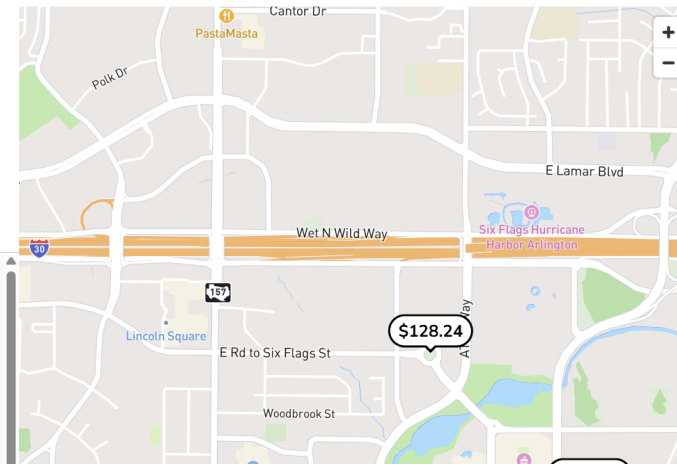 Cantor Dr
PastaMasta
+
−
Polk Dr
E Lamar Blvd
Wet N Wild Way
Six Flags Hurricane
Harbor Arlington
30
157
Lincoln Square
$128.24
E Rd to Six Flags St
Way
Woodbrook St